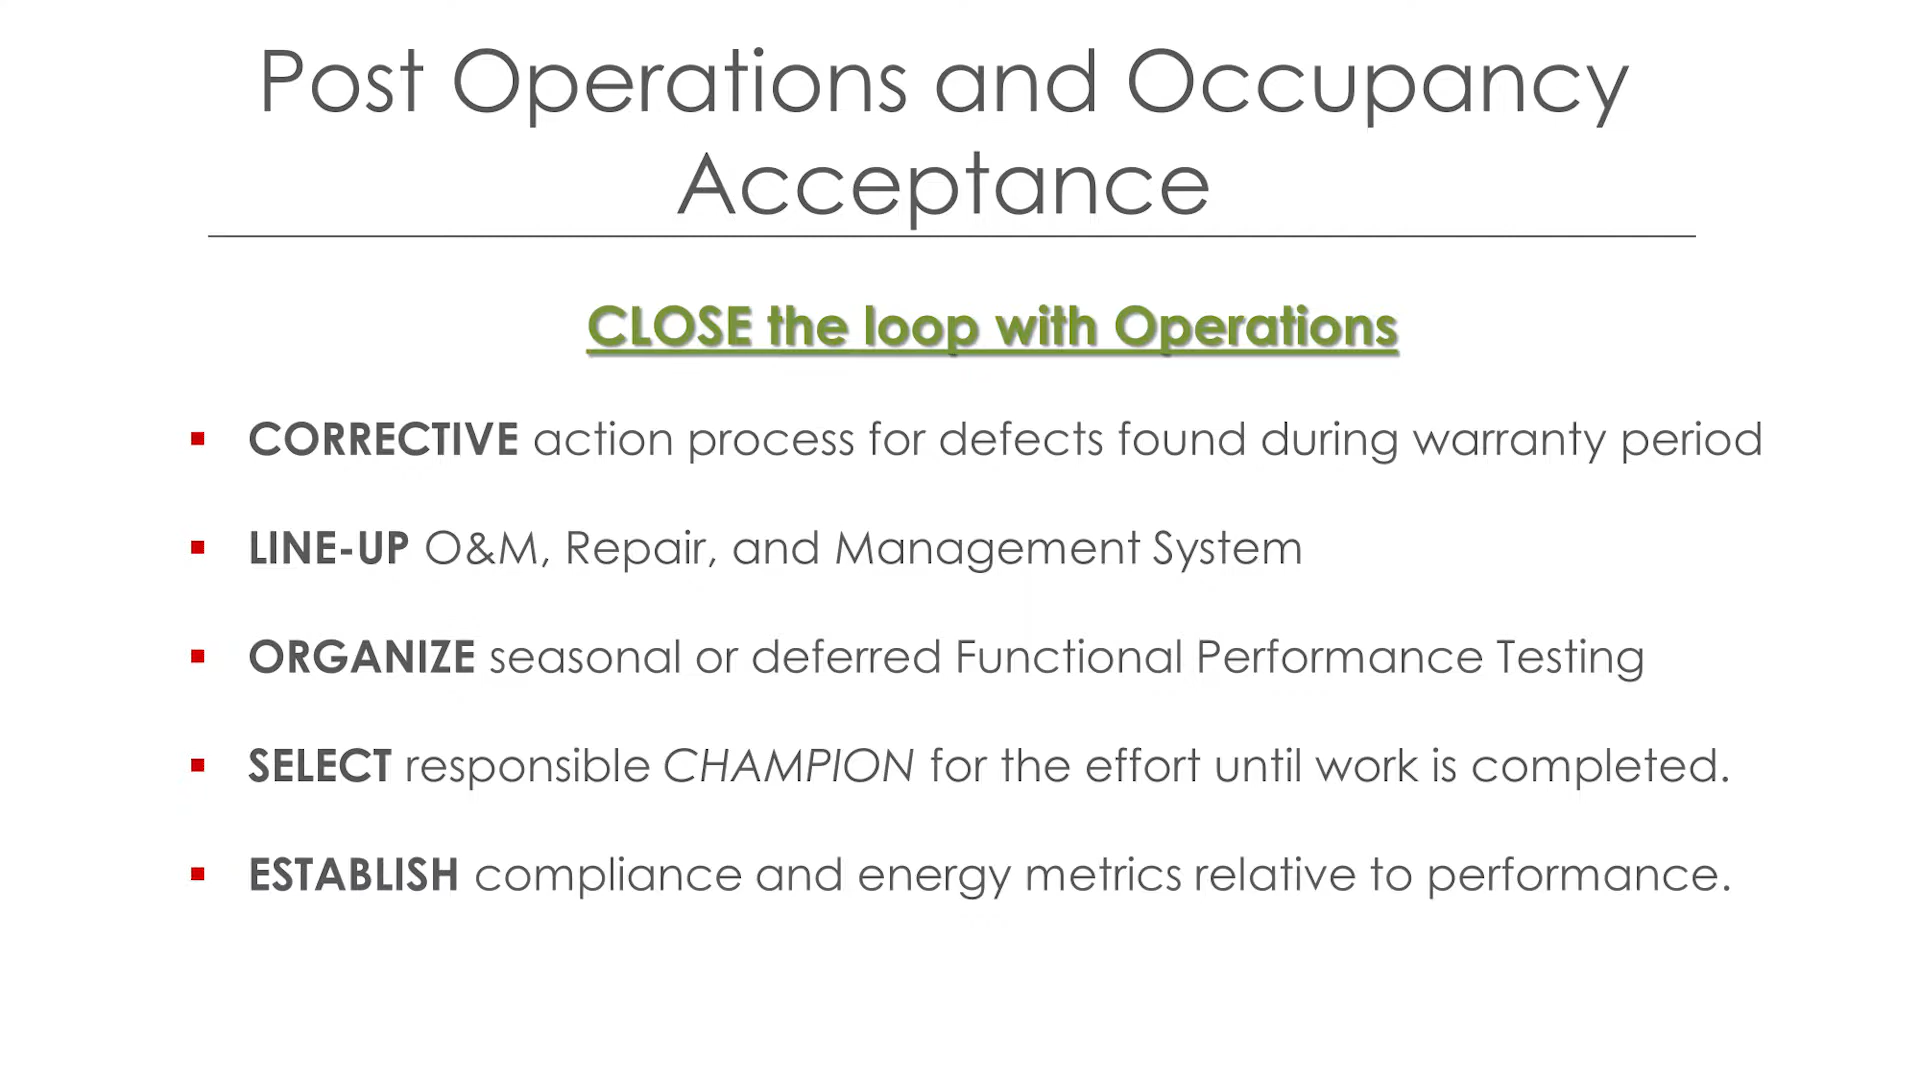 Post Operations and Occupancy
Acceptance
CLOSE the loop with Operations
▪ CORRECTIVE action process for defects found during warranty period
▪ LINE-UP O&M, Repair, and Management System
▪ ORGANIZE seasonal or deferred Functional Performance Testing
▪ SELECT responsible CHAMPION for the effort until work is completed.
▪ ESTABLISH compliance and energy metrics relative to performance.